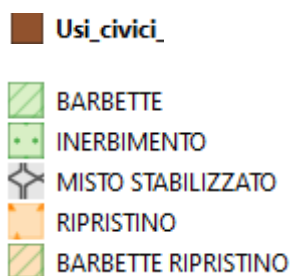 Usi_civici_
BARBETTE
INERBIMENTO
MISTO STABILIZZATO
RIPRISTINO
BARBETTE RIPRISTINO